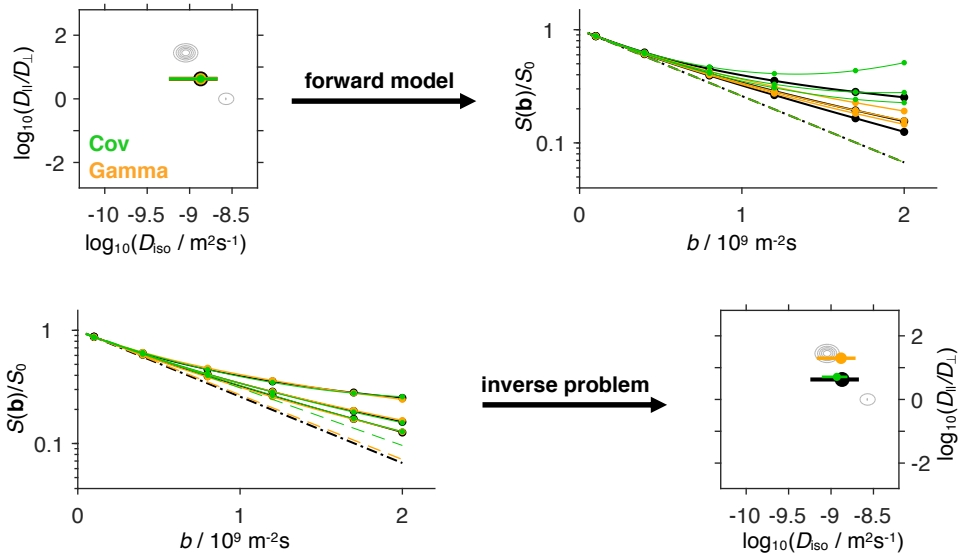 log₁₀(D∥/D⊥)
2
0
-2
Cov
Gamma
-10 -9.5 -9 -8.5
log₁₀(D_iso / m²s⁻¹)
forward model
S(b)/S₀
1
0.1
0 1 2
b / 10⁹ m⁻²s
S(b)/S₀
1
0.1
0 1 2
b / 10⁹ m⁻²s
inverse problem
2
0
-2
log₁₀(D∥/D⊥)
-10 -9.5 -9 -8.5
log₁₀(D_iso / m²s⁻¹)